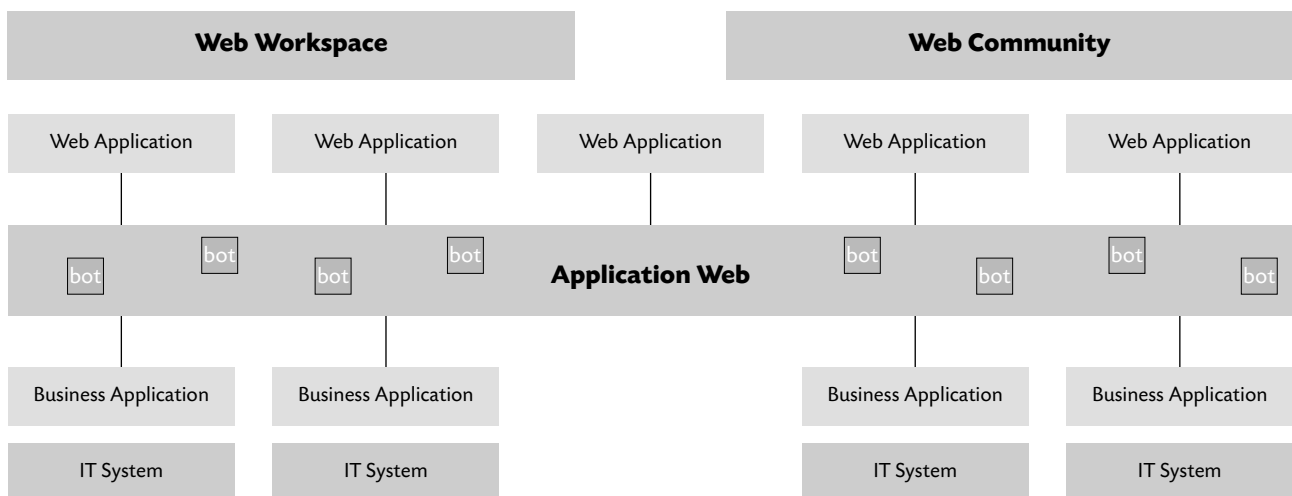 Web Workspace
Web Community
Web Application
Web Application
Web Application
Web Application
Web Application
bot
bot
bot
bot
Application Web
bot
bot
bot
bot
Business Application
Business Application
Business Application
Business Application
IT System
IT System
IT System
IT System